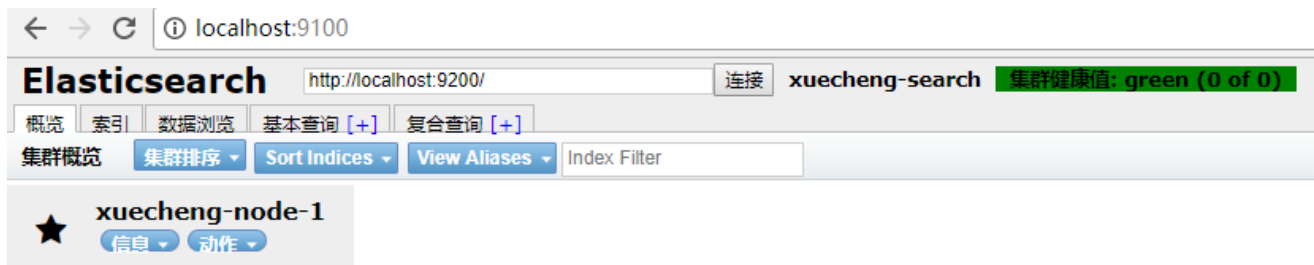 localhost:9100
Elasticsearch http://localhost:9200/ 连接 xuecheng-search 集群健康值: green (0 of 0)
概览 索引 数据浏览 基本查询 [+] 复合查询 [+]
集群概览 集群排序 Sort Indices View Aliases Index Filter
xuecheng-node-1
信息 动作